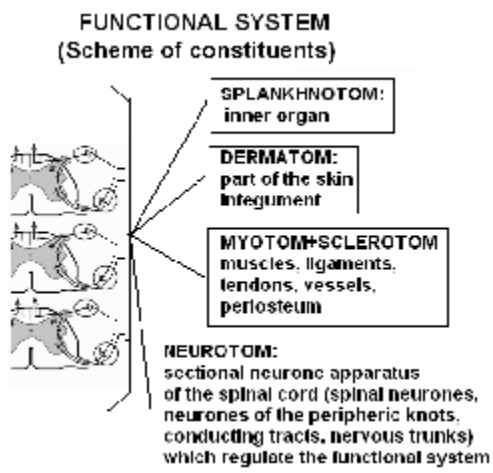 FUNCTIONAL SYSTEM
(Scheme of constituents)
SPLANKHNOTOM:
inner organ
DERMATOM:
part of the skin
integument
MYOTOM+SCLEROTOM
muscles, ligaments,
tendons, vessels,
periosteum
NEUROTOM:
sectional neurone apparatus
of the spinal cord (spinal neurones,
neurones of the peripheric knots,
conducting tracts, nervous trunks)
which regulate the functional system